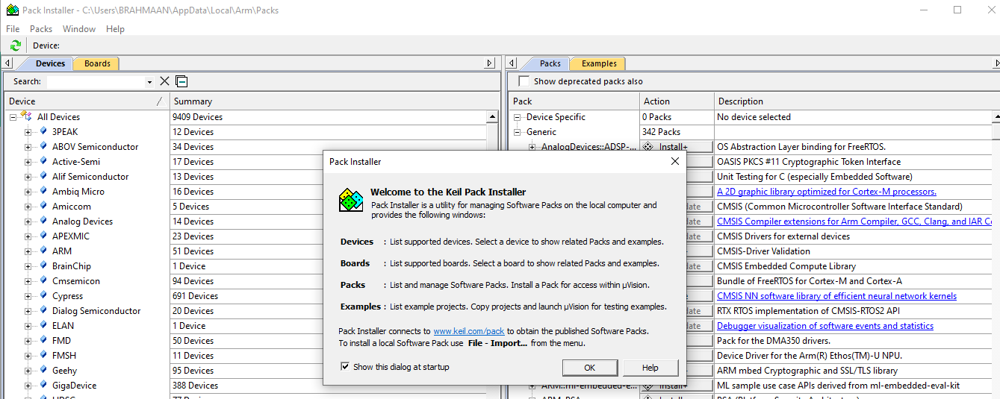 Pack Installer - C:\Users\BRAHMAAN\AppData\Local\Arm\Packs
File Packs Window Help
Device:
Devices Boards
Search:
Device Summary
All Devices 9409 Devices
3PEAK 12 Devices
ABOV Semiconductor 34 Devices
Active-Semi 17 Devices
Alif Semiconductor 13 Devices
Ambiq Micro 16 Devices
Amiccom 5 Devices
Analog Devices 14 Devices
APEXMIC 23 Devices
ARM 51 Devices
BrainChip 1 Device
Cmsemicon 94 Devices
Cypress 691 Devices
Dialog Semiconductor 20 Devices
ELAN 1 Device
FMD 50 Devices
FMSH 11 Devices
Geehy 95 Devices
GigaDevice 388 Devices
77 Devices
Packs Examples
Show deprecated packs also
Pack Action Description
Device Specific 0 Packs No device selected
Generic 342 Packs
AnalogDevices::ADSP-... Install+ OS Abstraction Layer binding for FreeRTOS.
OASIS PKCS #11 Cryptographic Token Interface
Unit Testing for C (especially Embedded Software)
A 2D graphic library optimized for Cortex-M processors.
date CMSIS (Common Microcontroller Software Interface Standard)
date CMSIS Compiler extensions for Arm Compiler, GCC, Clang, and IAR Co
CMSIS Drivers for external devices
CMSIS-Driver Validation
date CMSIS Embedded Compute Library
Bundle of FreeRTOS for Cortex-M and Cortex-A
CMSIS NN software library of efficient neural network kernels
date RTX RTOS implementation of CMSIS-RTOS2 API
date Debugger visualization of software events and statistics
Pack for the DMA350 drivers.
Device Driver for the Arm(R) Ethos(TM)-U NPU.
ARM mbed Cryptographic and SSL/TLS library
ARM::ml-embedded-e... Install+ ML sample use case APIs derived from ml-embedded-eval-kit
Pack Installer
Welcome to the Keil Pack Installer
Pack Installer is a utility for managing Software Packs on the local computer and
provides the following windows:
Devices : List supported devices. Select a device to show related Packs and examples.
Boards : List supported boards. Select a board to show related Packs and examples.
Packs : List and manage Software Packs. Install a Pack for access within µVision.
Examples : List example projects. Copy projects and launch µVision for testing examples.
Pack Installer connects to www.keil.com/pack to obtain the published Software Packs.
To install a local Software Pack use File - Import... from the menu.
Show this dialog at startup
OK Help